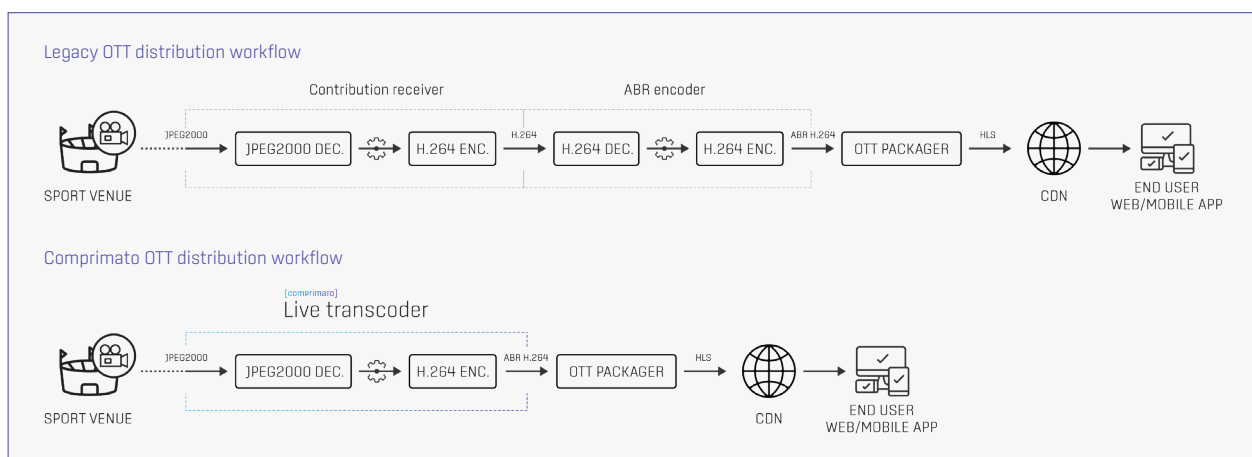 Legacy OTT distribution workflow
Contribution receiver
ABR encoder
JPEG2000
JPEG2000 DEC.
H.264 ENC.
H.264
H.264 DEC.
H.264 ENC.
ABR H.264
OTT PACKAGER
HLS
SPORT VENUE
CDN
END USER
WEB/MOBILE APP
Comprimato OTT distribution workflow
[comprimato]
Live transcoder
JPEG2000
JPEG2000 DEC.
H.264 ENC.
ABR H.264
OTT PACKAGER
HLS
SPORT VENUE
CDN
END USER
WEB/MOBILE APP